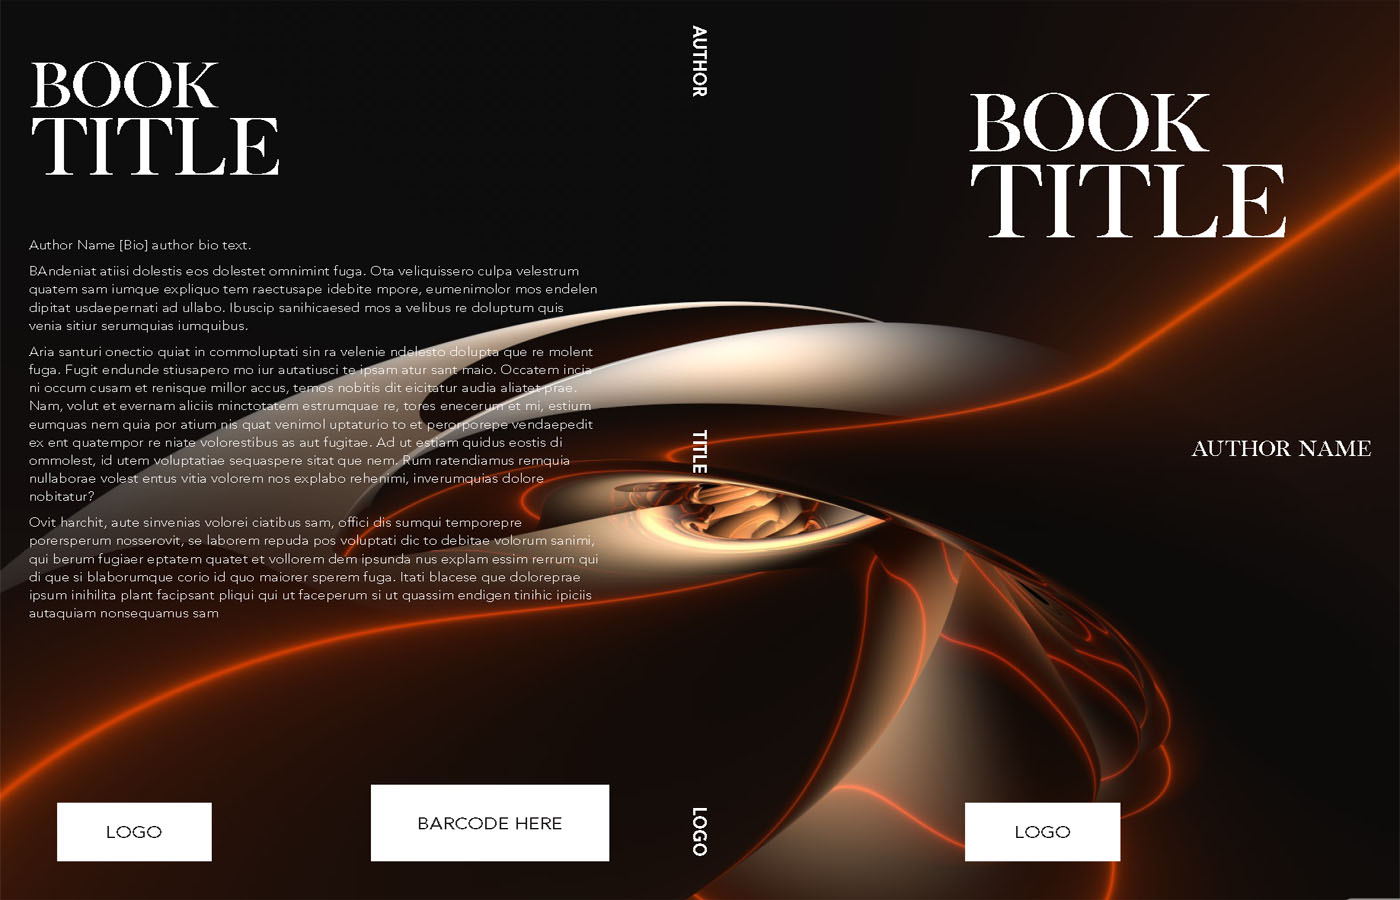 BOOK
TITLE
Author Name [Bio] author bio text.
BAndeniat atiisi dolestis eos dolestet omnimint fuga. Ota veliquissero culpa velestrum
quatem sam iumque expliquo tem raectusape idebite mpore, eumenimolor mos endelen
dipitat usdaepernati ad ullabo. Ibuscip sanihicaesed mos a velibus re doluptum quis
venia sitiur serumquias iumquibus.
Aria santuri onectio quiat in commoluptati sin ra velenie ndelesto dolupta que re molent
fuga. Fugit endunde stiusapero mo iur autatiusci te ipsam atur sant maio. Occatem incia
ni occum cusam et renisque millor accus, temos nobitis dit eicitatur audia aliatet prae.
Nam, volut et evernam aliciis minctotatem estrumquae re, tores enecerum et mi, estium
eumquas nem quia por atium nis quat venimol uptaturio to et perorporepe vendaepedit
ex ent quatempor re niate volorestibus as aut fugitae. Ad ut estiam quidus eostis di
ommolest, id utem voluptatiae sequaspere sitat que nem. Rum ratendiamus remquia
nullaborae volest entus vitia volorem nos explabo rehenimi, inverumquias dolore
nobitatur?
Ovit harchit, aute sinvenias volorei ciatibus sam, offici dis sumqui temporepre
porersperum nosserovit, se laborem repuda pos voluptati dic to debitae volorum sanimi,
qui berum fugiaer eptatem quatet et vollorem dem ipsunda nus explam essim rerrum qui
di que si blaborumque corio id quo maiorer sperem fuga. Itati blacese que doloreprae
ipsum inihilita plant facipsant pliqui qui ut faceperum si ut quassim endigen tinihic ipiciis
autaquiam nonsequamus sam
LOGO
BARCODE HERE
AUTHOR
TITLE
LOGO
BOOK
TITLE
AUTHOR NAME
LOGO